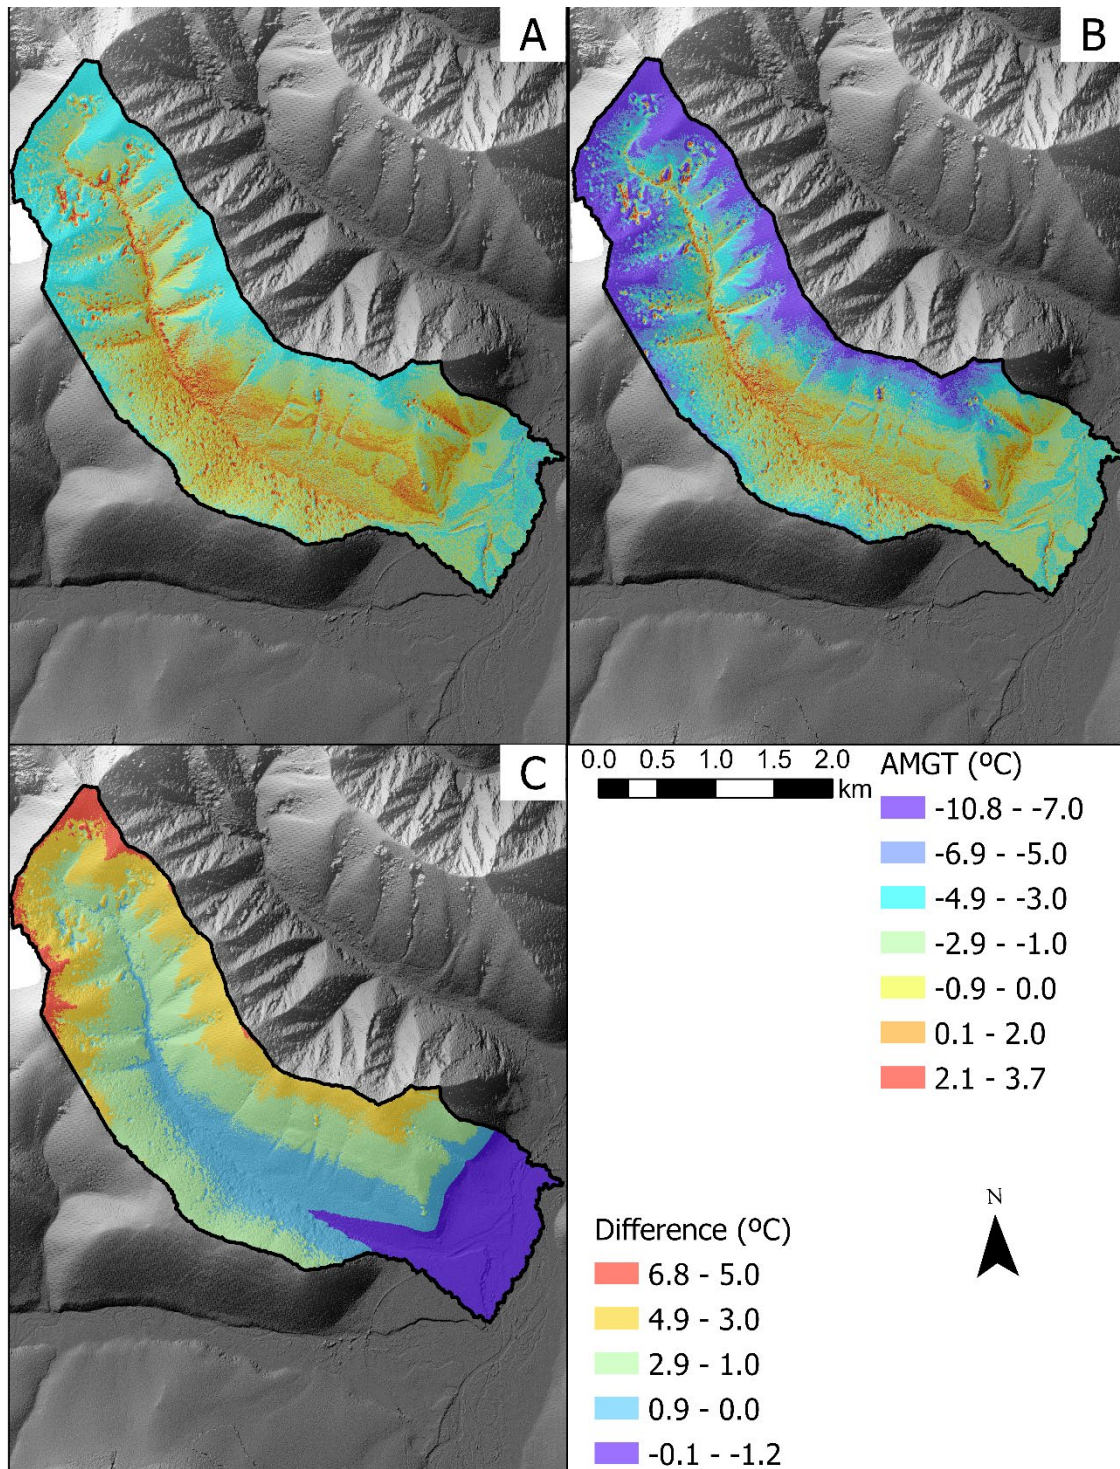 A
B
C
0.0 0.5 1.0 1.5 2.0
km
AMGT (ºC)
-10.8 - -7.0
-6.9 - -5.0
-4.9 - -3.0
-2.9 - -1.0
-0.9 - 0.0
0.1 - 2.0
2.1 - 3.7
N
Difference (ºC)
6.8 - 5.0
4.9 - 3.0
2.9 - 1.0
0.9 - 0.0
-0.1 - -1.2